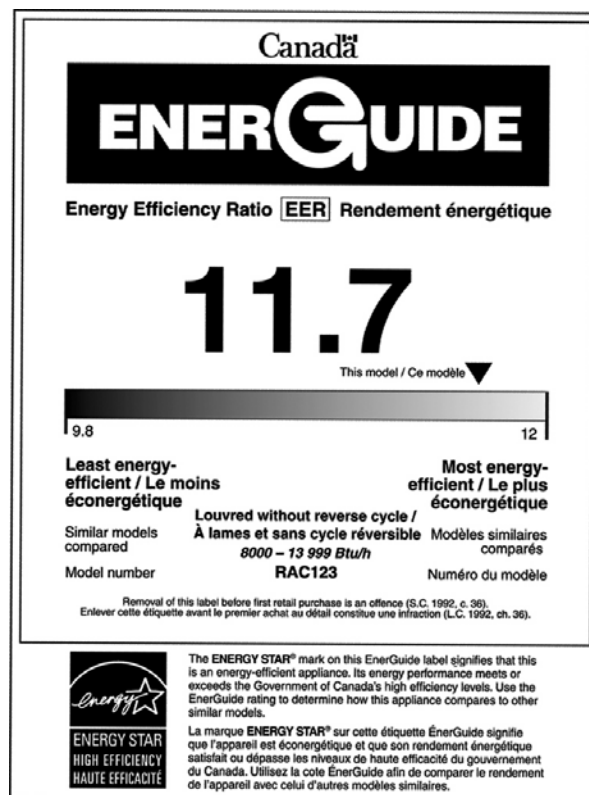 Canada
ENERGUIDE
Energy Efficiency Ratio EER Rendement énergétique
11.7
This model / Ce modèle
9.8
12
Least energy-
efficient / Le moins
éconergétique
Most energy-
efficient / Le plus
éconergétique
Similar models
compared
Louvred without reverse cycle /
À lames et sans cycle réversible
8000 – 13 999 Btu/h
Modèles similaires
comparés
Model number
RAC123
Numéro du modèle
Removal of this label before first retail purchase is an offence (S.C. 1992, c. 36).
Enlever cette étiquette avant le premier achat au détail constitue une infraction (L.C. 1992, ch. 36).
energy
ENERGY STAR
HIGH EFFICIENCY
HAUTE EFFICACITÉ
The ENERGY STAR® mark on this EnerGuide label signifies that this
is an energy-efficient appliance. Its energy performance meets or
exceeds the Government of Canada's high efficiency levels. Use the
EnerGuide rating to determine how this appliance compares to other
similar models.
La marque ENERGY STAR® sur cette étiquette ÉnerGuide signifie
que l'appareil est éconergétique et que son rendement énergétique
satisfait ou dépasse les niveaux de haute efficacité du gouvernement
du Canada. Utilisez la cote ÉnerGuide afin de comparer le rendement
de l'appareil avec celui d'autres modèles similaires.